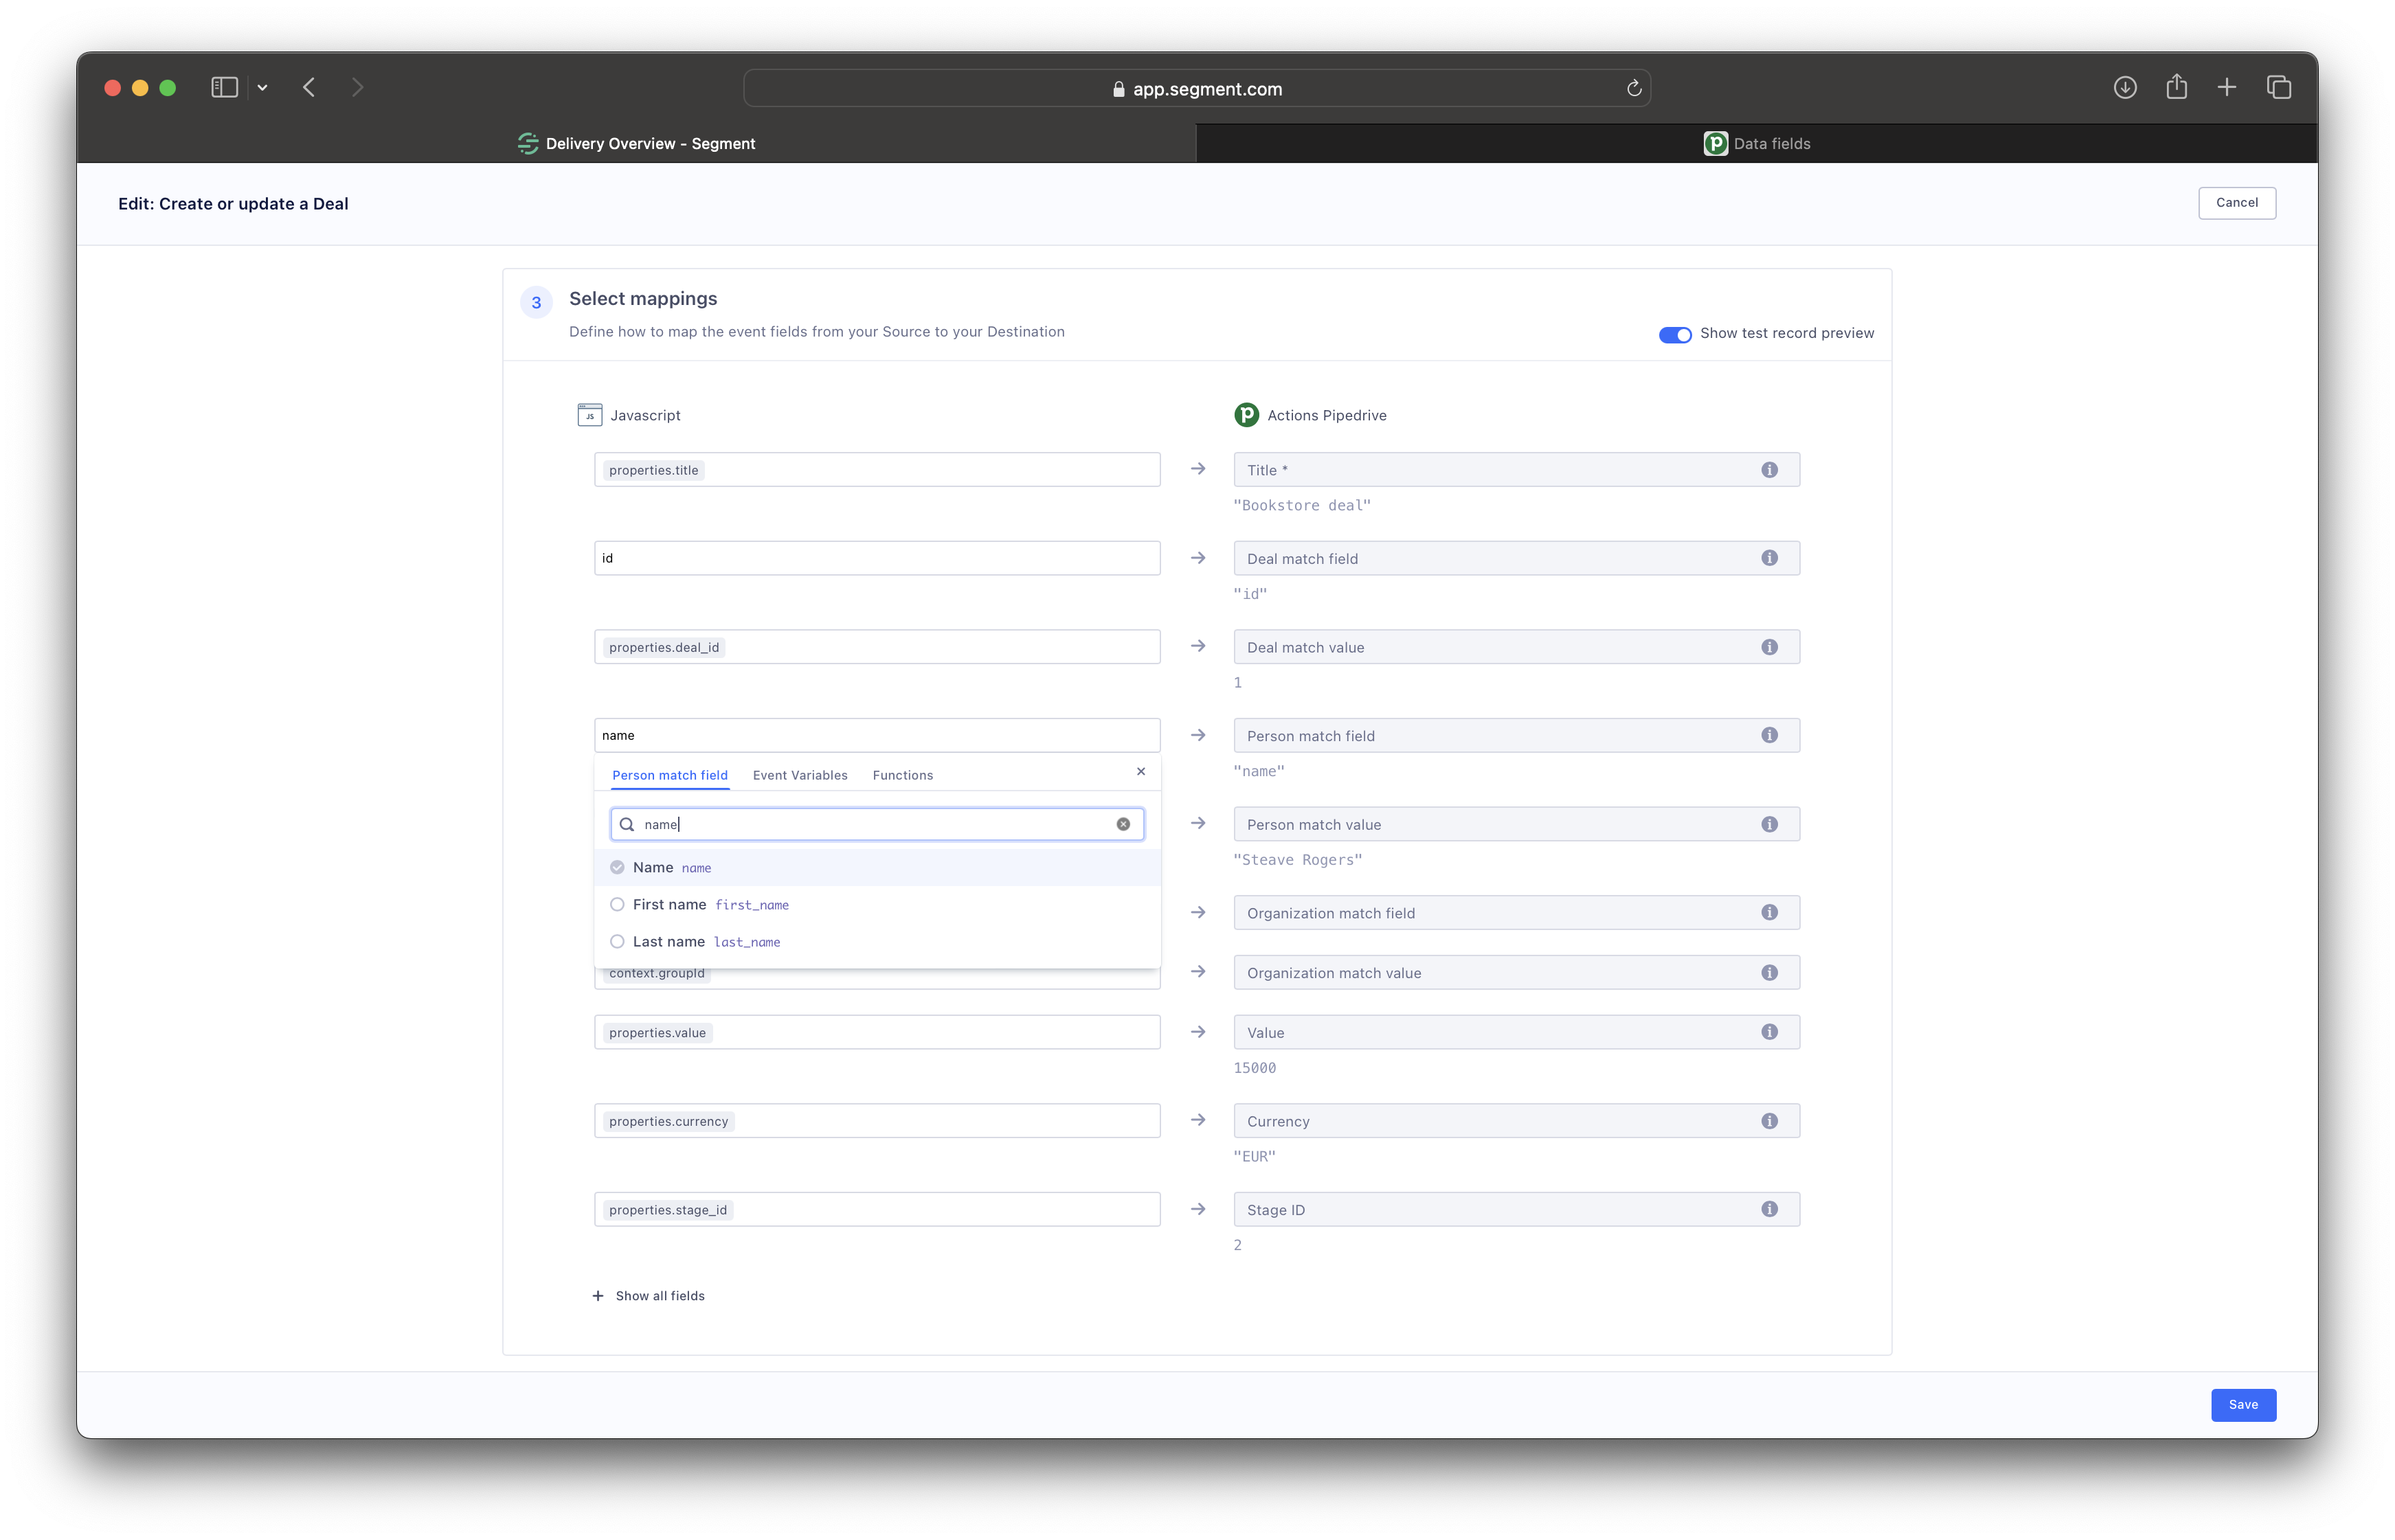 app.segment.com
Delivery Overview - Segment
Data fields
Edit: Create or update a Deal
Cancel
3
Select mappings
Define how to map the event fields from your Source to your Destination
Show test record preview
JS
Javascript
Actions Pipedrive
properties.title
Title *
"Bookstore deal"
id
Deal match field
"id"
properties.deal_id
Deal match value
1
name
Person match field
"name"
Person match field
Event Variables
Functions
name
Person match value
"Steave Rogers"
Name name
First name first_name
Last name last_name
Organization match field
context.groupId
Organization match value
properties.value
Value
15000
properties.currency
Currency
"EUR"
properties.stage_id
Stage ID
2
+ Show all fields
Save